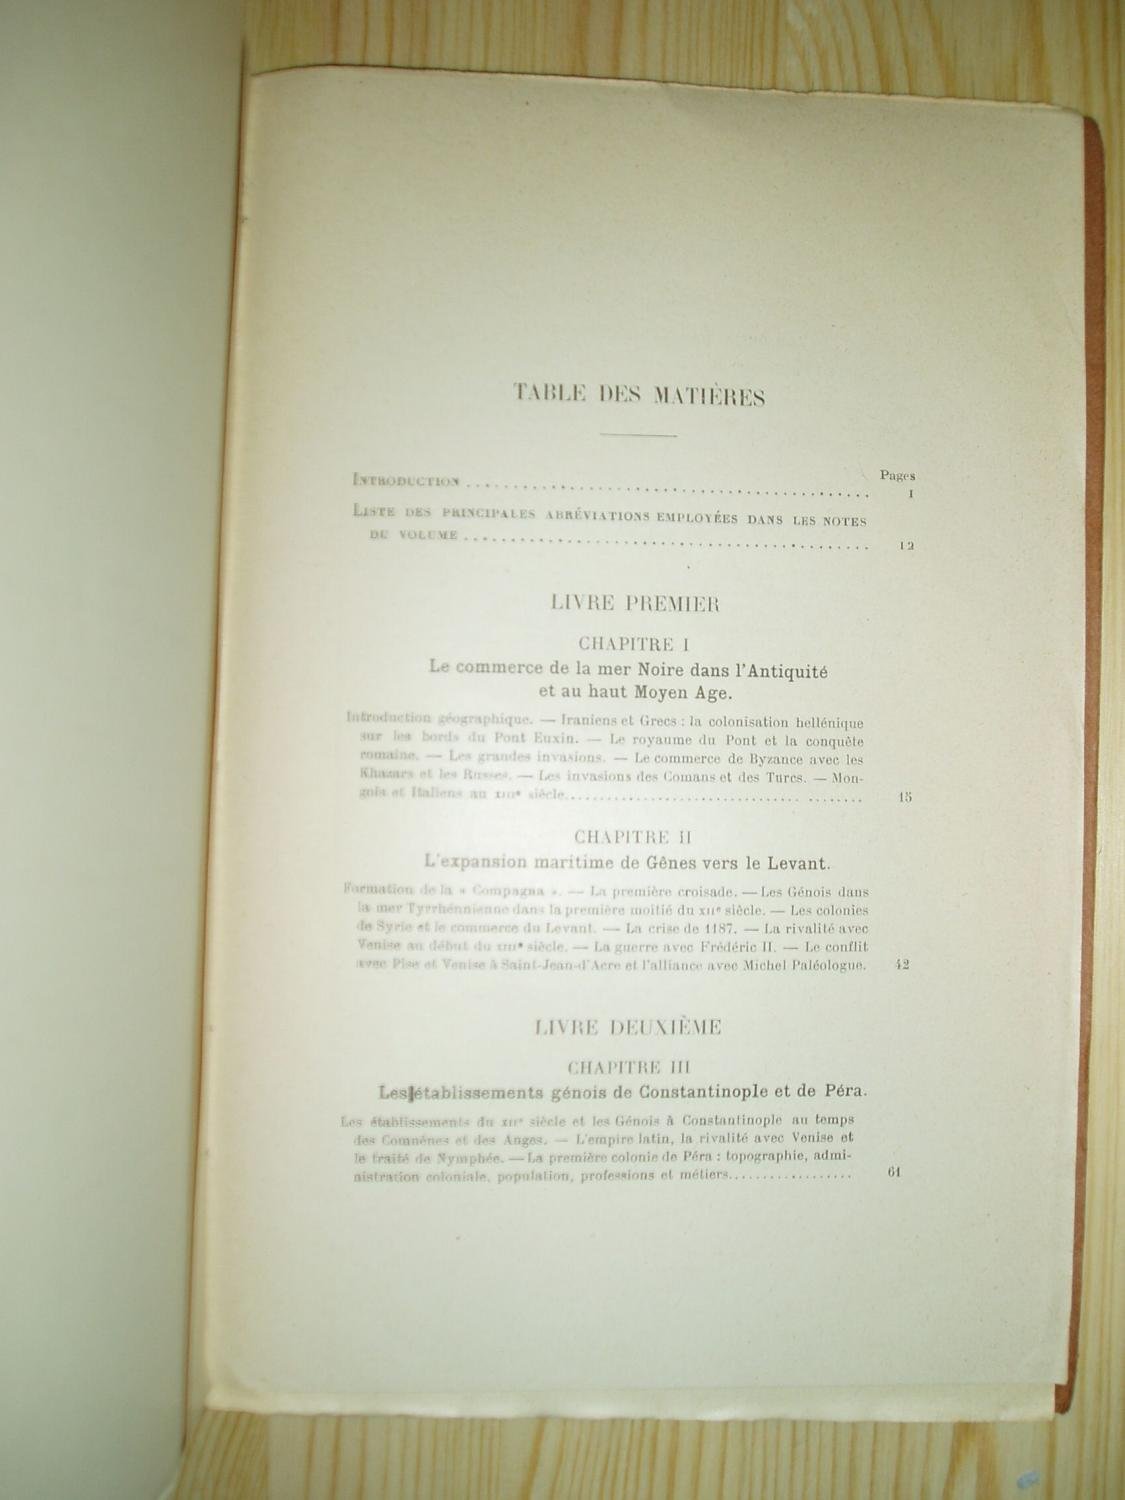 TABLE DES MATIÈRES
Pages
INTRODUCTION ........................................ 1
LISTE DES PRINCIPALES ABRÉVIATIONS EMPLOYÉES DANS LES NOTES
DU VOLUME ........................................ 12
LIVRE PREMIER
CHAPITRE I
Le commerce de la mer Noire dans l'Antiquité
et au haut Moyen Age.
Introduction géographique. — Iraniens et Grecs : la colonisation hellénique
sur les bords du Pont Euxin. — Le royaume du Pont et la conquête
romaine. — Les grandes invasions. — Le commerce de Byzance avec les
Khazars et les Russes. — Les invasions des Comans et des Turcs. — Mon-
gols et Italiens au XIIIe siècle........................................ 15
CHAPITRE II
L'expansion maritime de Gênes vers le Levant.
Formation de la « Compagna ». — La première croisade. — Les Génois dans
la mer Tyrrhénnienne dans la première moitié du XIIe siècle. — Les colonies
de Syrie et le commerce du Levant. — La crise de 1187. — La rivalité avec
Venise au début du XIIIe siècle. — La guerre avec Frédéric II. — Le conflit
avec Pise et Venise à Saint-Jean-d'Acre et l'alliance avec Michel Paléologue. 42
LIVRE DEUXIÈME
CHAPITRE III
Les établissements génois de Constantinople et de Péra.
Les établissements du XIIe siècle et les Génois à Constantinople au temps
des Comnènes et des Anges. — L'empire latin, la rivalité avec Venise et
le traité de Nymphée. — La première colonie de Péra : topographie, admi-
nistration coloniale, population, professions et métiers.................. 61